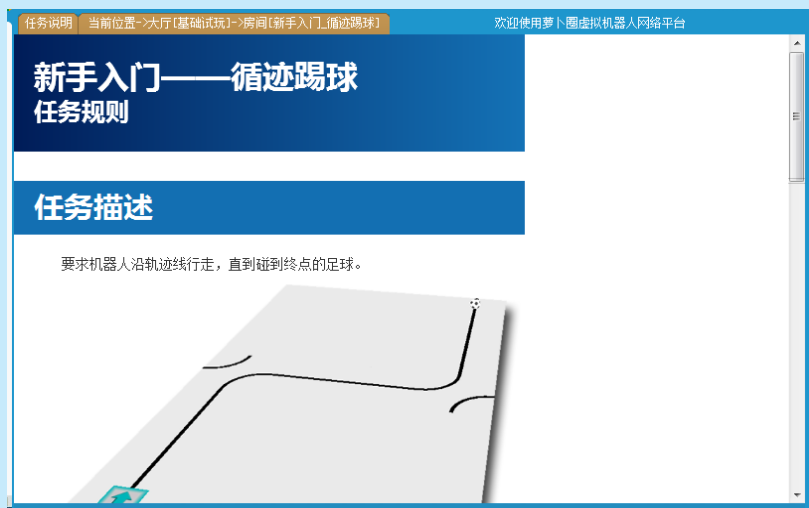 任务说明 当前位置->大厅[基础试玩]->房间[新手入门_循迹踢球] 欢迎使用萝卜圈虚拟机器人网络平台
新手入门——循迹踢球
任务规则
任务描述
要求机器人沿轨迹线行走，直到碰到终点的足球。